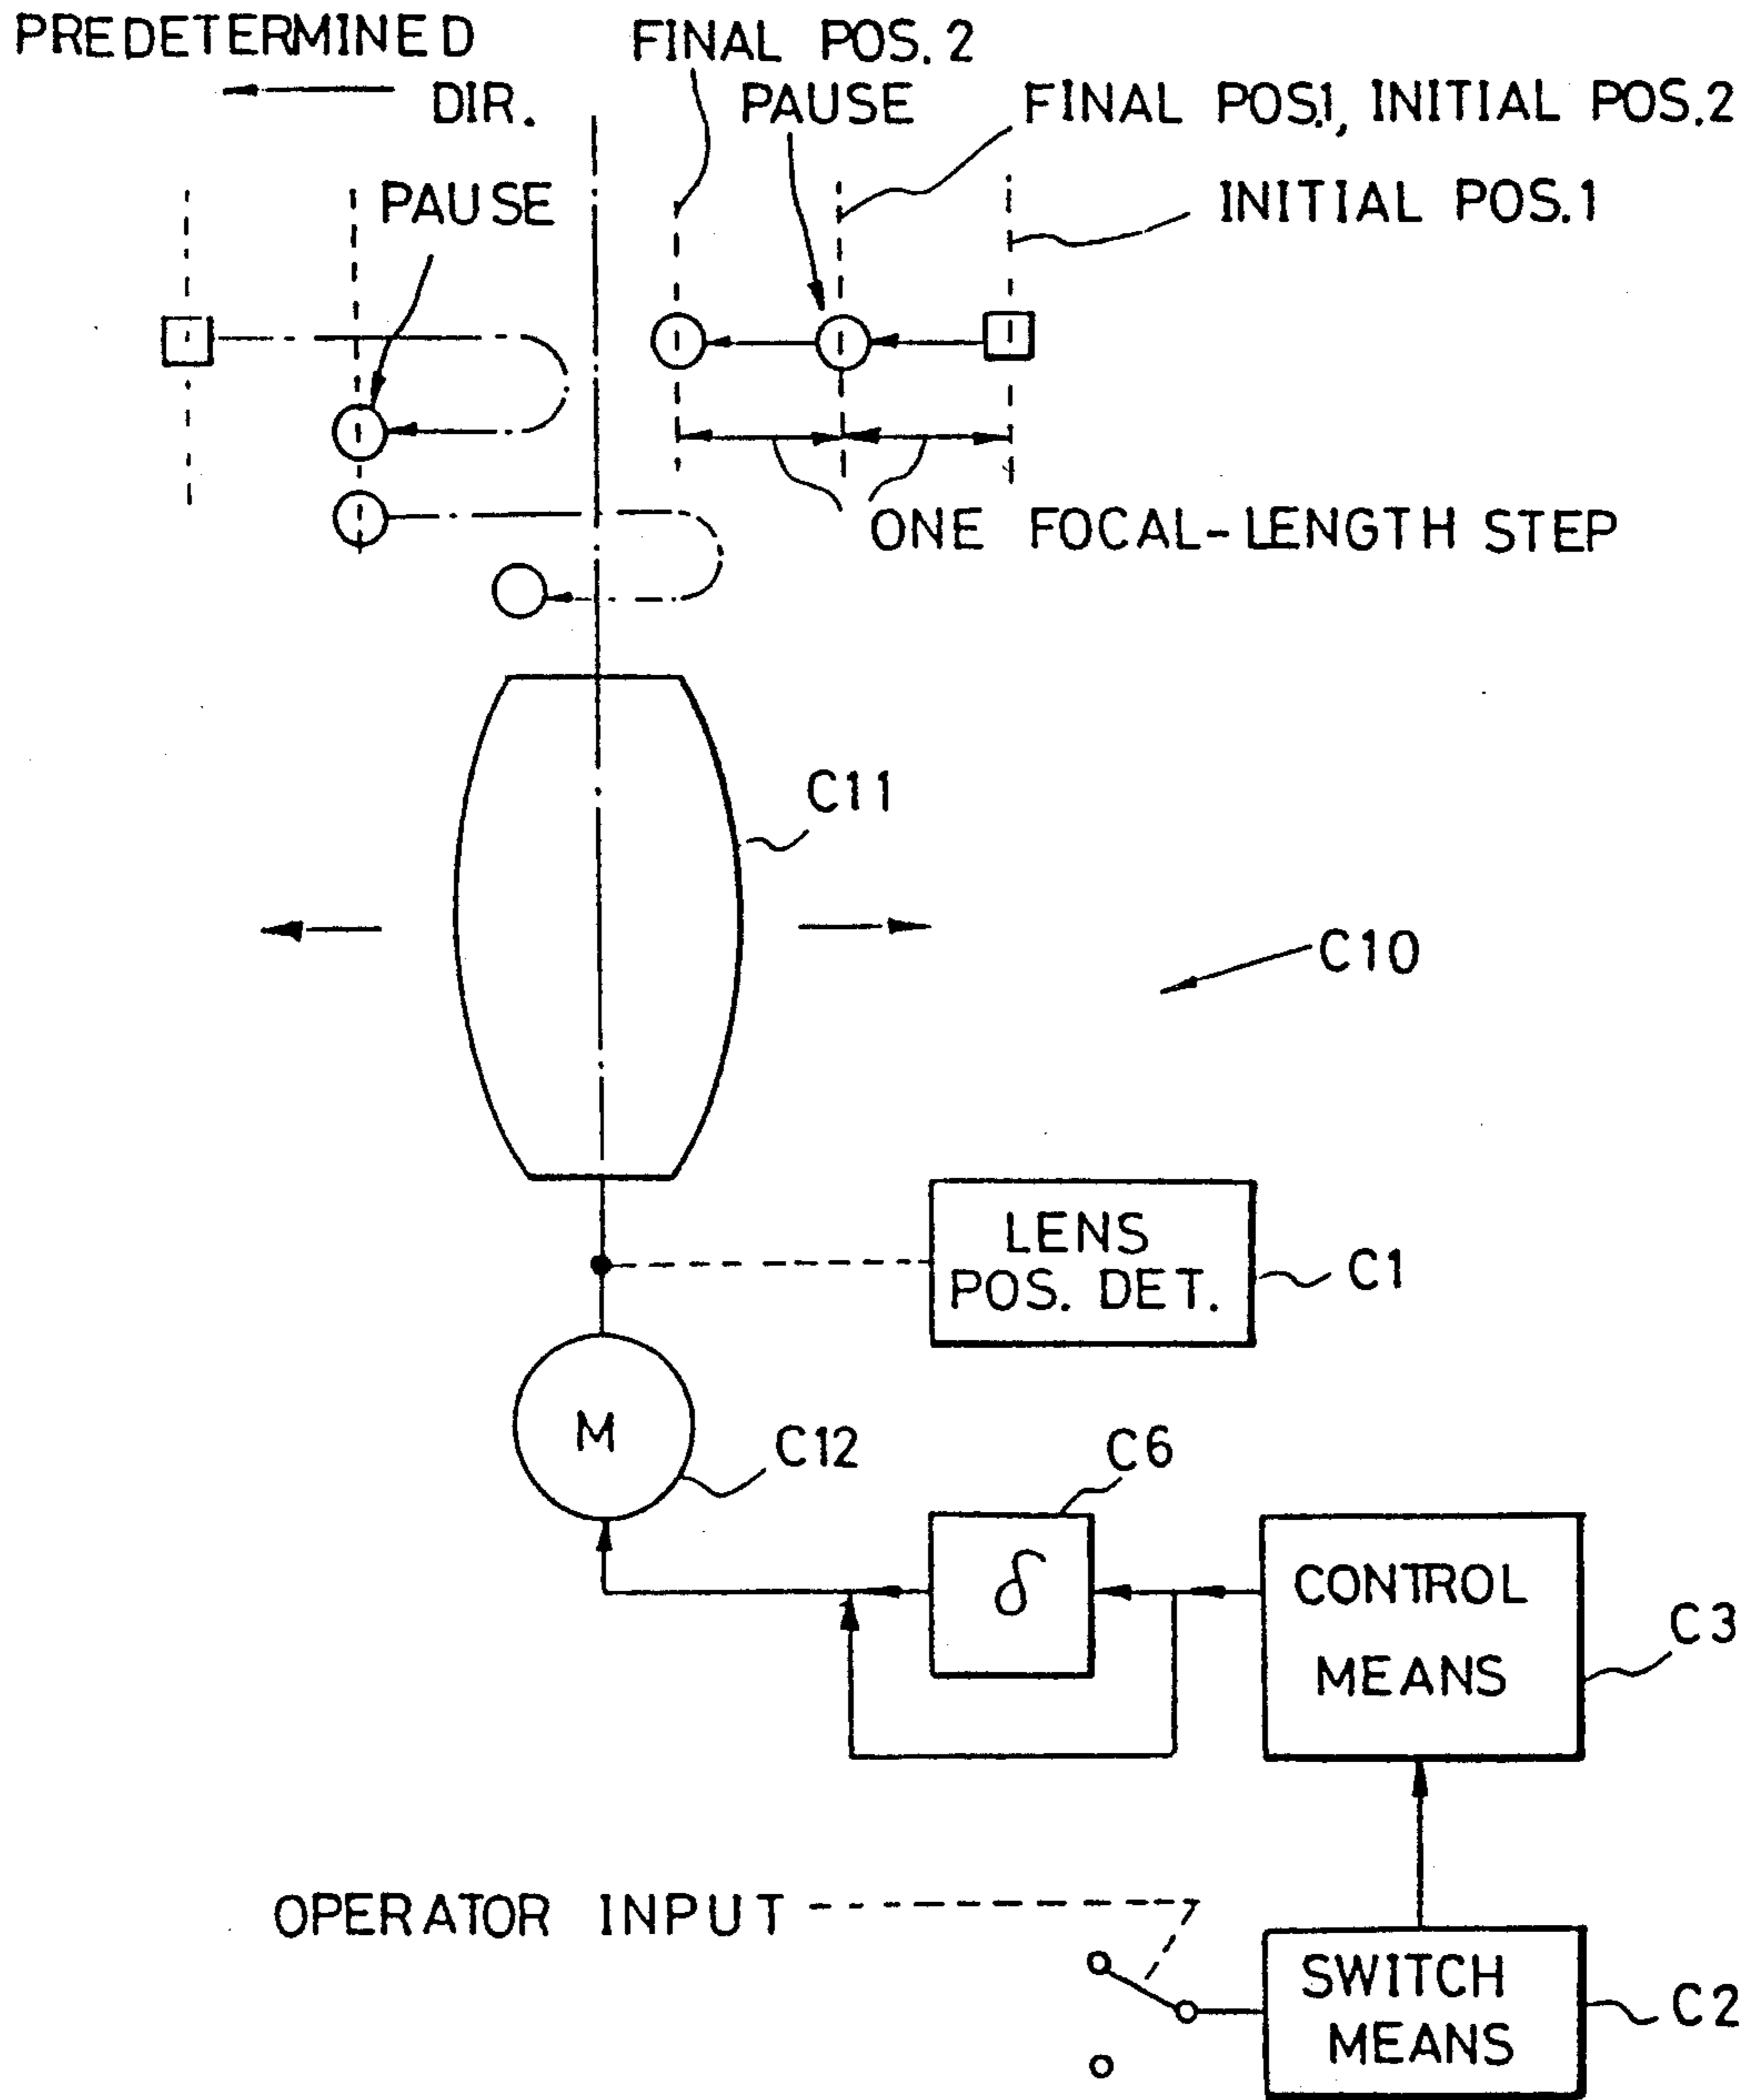 PREDETERMINED
DIR.
FINAL POS. 2
PAUSE
FINAL POS.1, INITIAL POS.2
PAUSE
INITIAL POS.1
ONE FOCAL-LENGTH STEP
C11
C10
LENS
POS. DET.
C1
M
C12
C6
δ
CONTROL
MEANS
C3
OPERATOR INPUT
SWITCH
MEANS
C2